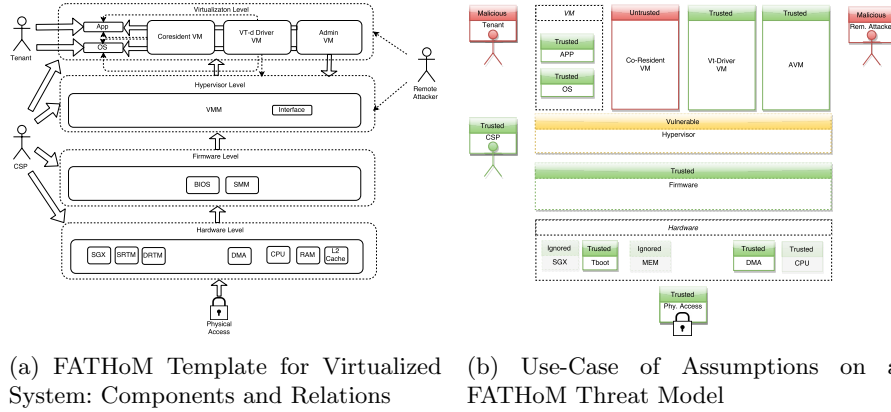 Virtualizaton Level
App
OS
Coresident VM
VT-d Driver
VM
Admin
VM
Tenant
Remote
Attacker
Hypervisor Level
VMM
Interface
CSP
Firmware Level
BIOS
SMM
Hardware Level
SGX
SRTM
DRTM
DMA
CPU
RAM
L2
Cache
Physical
Access
(a) FATHoM Template for Virtualized
System: Components and Relations
Malicious
Tenant
VM
Trusted
APP
Trusted
OS
Untrusted
Co-Resident
VM
Trusted
Vt-Driver
VM
Trusted
AVM
Malicious
Rem. Attacker
Trusted
CSP
Vulnerable
Hypervisor
Trusted
Firmware
Hardware
Ignored
SGX
Trusted
Tboot
Ignored
MEM
Trusted
DMA
Trusted
CPU
Trusted
Phy. Access
(b) Use-Case of Assumptions on a
FATHoM Threat Model